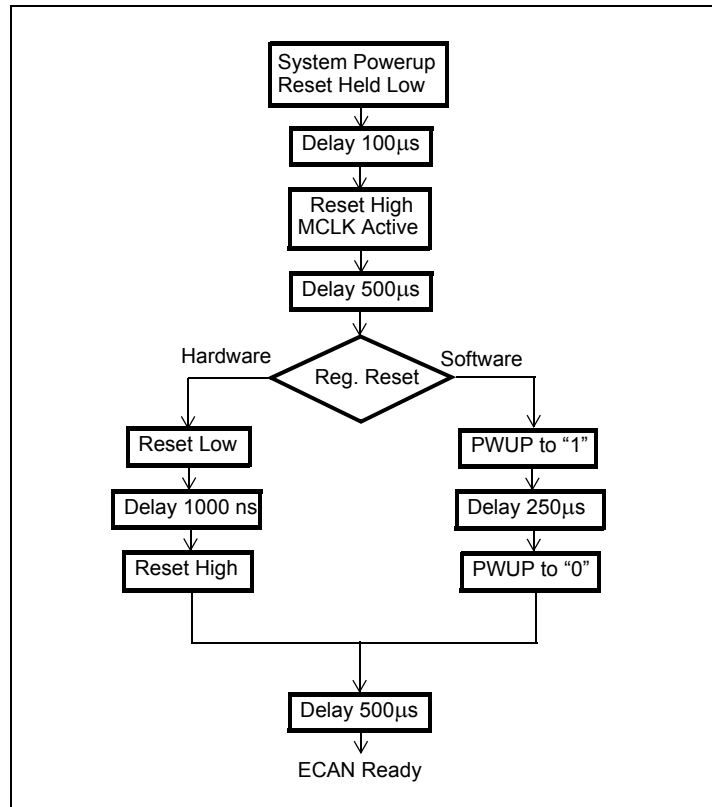 System Powerup
Reset Held Low
Delay 100μs
Reset High
MCLK Active
Delay 500μs
Hardware
Software
Reg. Reset
Reset Low
Delay 1000 ns
Reset High
PWUP to “1”
Delay 250μs
PWUP to “0”
Delay 500μs
ECAN Ready